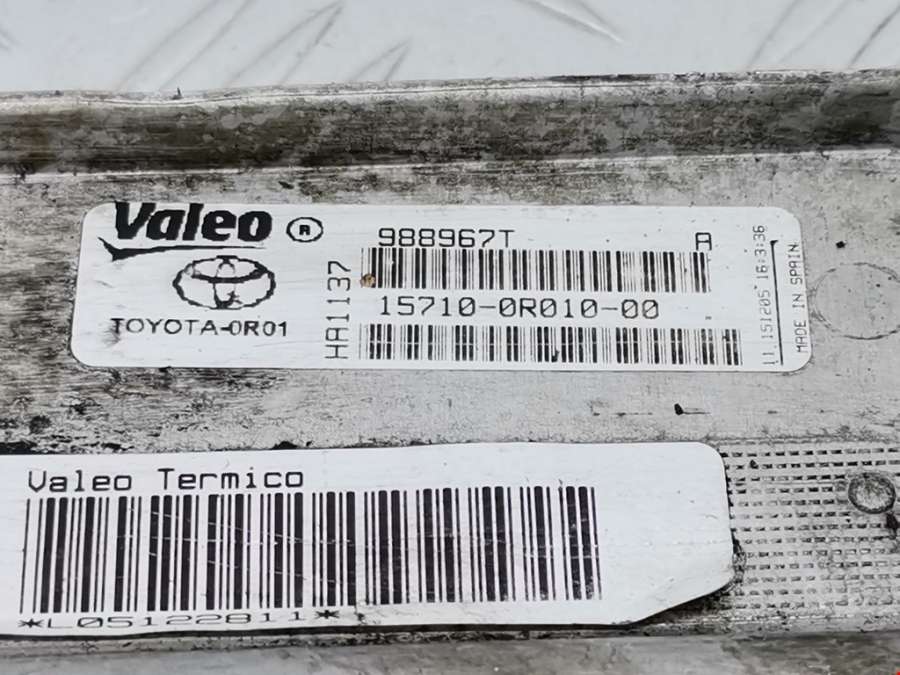 Valeo A
988967T A
HA1137
15710-0R010-00
TOYOTA-0R01
11 151205 16:3:36
MADE IN SPAIN
Valeo Termico
*L05122811*